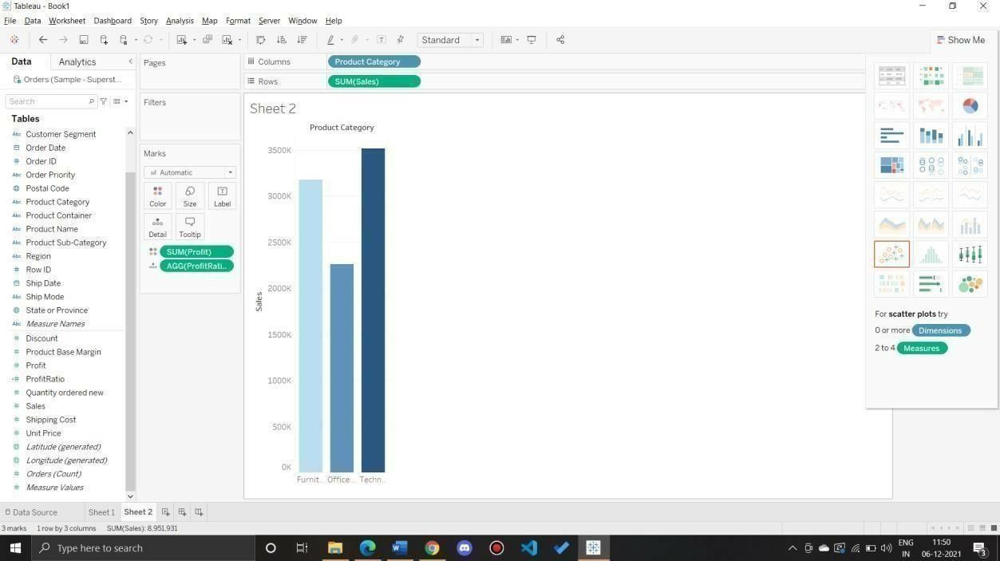 Tableau - Book1
File Data Worksheet Dashboard Story Analysis Map Format Server Window Help
Standard
Show Me
Data Analytics
Orders (Sample - Superst...
Search
Tables
Abc Customer Segment
Order Date
# Order ID
Abc Order Priority
Postal Code
Abc Product Category
Abc Product Container
Abc Product Name
Abc Product Sub-Category
Region
# Row ID
Ship Date
Abc Ship Mode
State or Province
Abc Measure Names
# Discount
# Product Base Margin
# Profit
# ProfitRatio
# Quantity ordered new
# Sales
# Shipping Cost
# Unit Price
Latitude (generated)
Longitude (generated)
# Orders (Count)
# Measure Values
Pages
Filters
Marks
Automatic
Color Size Label
Detail Tooltip
SUM(Profit)
AGG(ProfitRati..
Columns Product Category
Rows SUM(Sales)
Sheet 2
Product Category
3500K
3000K
2500K
2000K
1500K
1000K
500K
0K
Sales
Furnit.. Office .. Techn..
For scatter plots try
0 or more Dimensions
2 to 4 Measures
Data Source Sheet 1 Sheet 2
3 marks 1 row by 3 columns SUM(Sales): 8,951,931
Type here to search
ENG
IN
11:50
06-12-2021
3